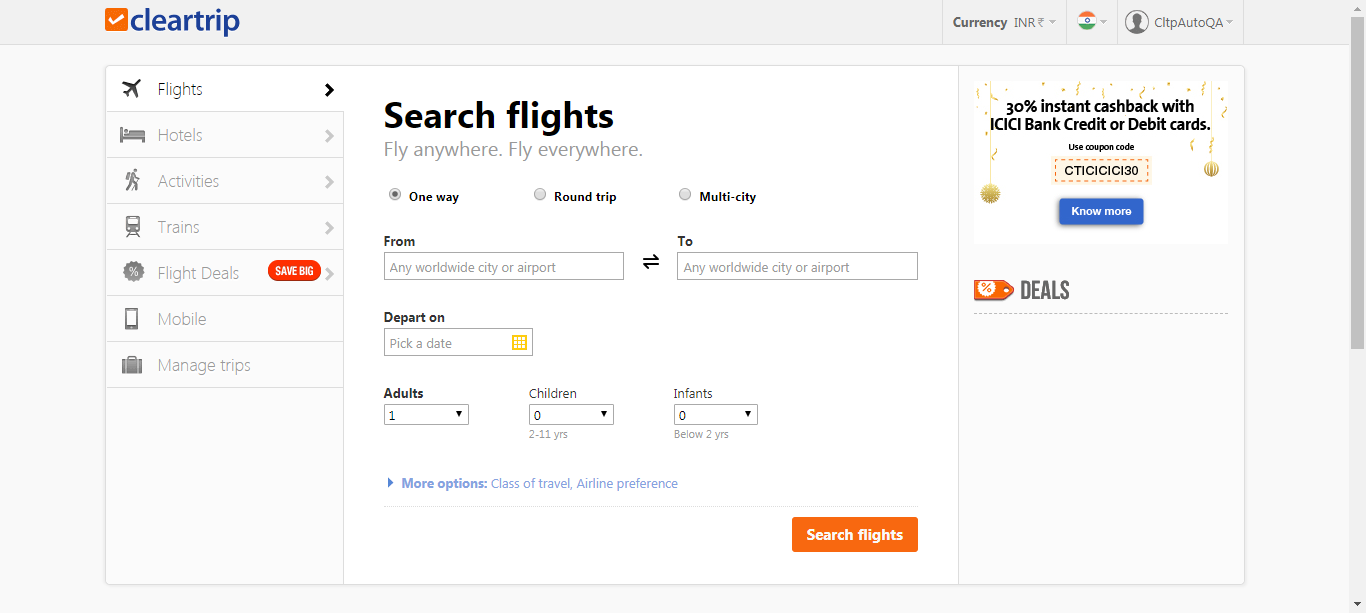 cleartrip
Currency INR ₹
CltpAutoQA
Flights
Hotels
Activities
Trains
Flight Deals SAVE BIG
Mobile
Manage trips
Search flights
Fly anywhere. Fly everywhere.
One way Round trip Multi-city
From To
Any worldwide city or airport Any worldwide city or airport
Depart on
Pick a date
Adults Children Infants
1 0 0
2-11 yrs Below 2 yrs
More options: Class of travel, Airline preference
Search flights
30% instant cashback with
ICICI Bank Credit or Debit cards.
Use coupon code
CTICICICI30
Know more
% DEALS